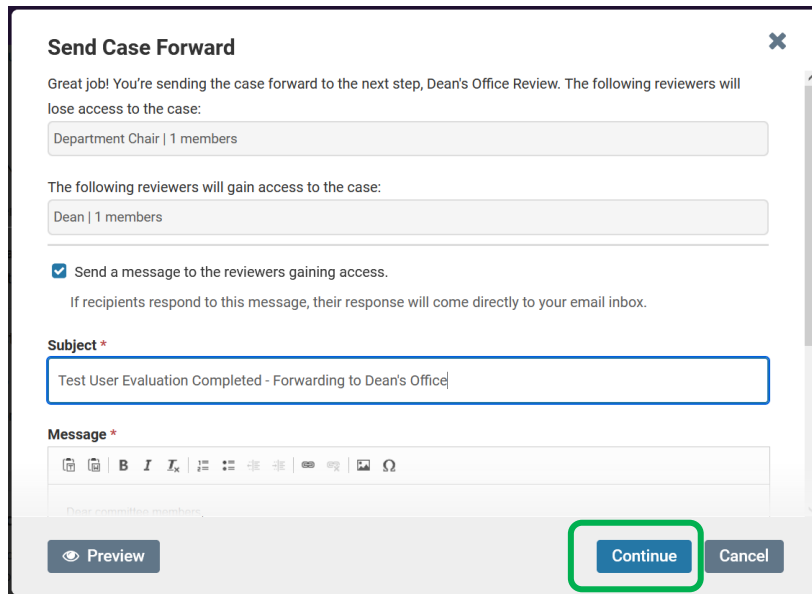 Send Case Forward
Great job! You're sending the case forward to the next step, Dean's Office Review. The following reviewers will
lose access to the case:
Department Chair | 1 members
The following reviewers will gain access to the case:
Dean | 1 members
Send a message to the reviewers gaining access.
If recipients respond to this message, their response will come directly to your email inbox.
Subject *
Test User Evaluation Completed - Forwarding to Dean's Office
Message *
B I Ix Ω
Dear committee members,
Preview
Continue
Cancel